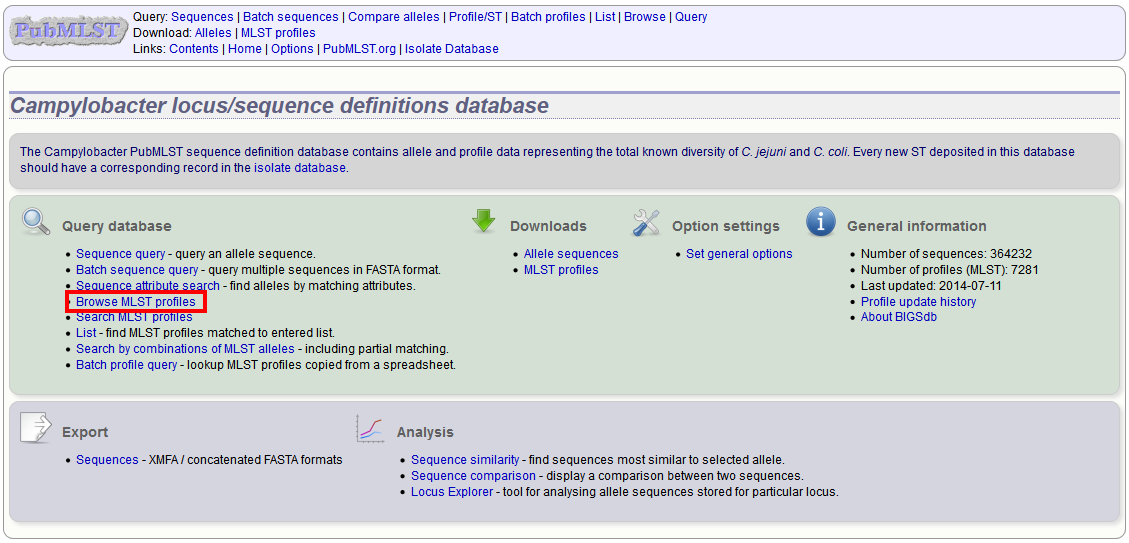 PubMLST
Query: Sequences | Batch sequences | Compare alleles | Profile/ST | Batch profiles | List | Browse | Query
Download: Alleles | MLST profiles
Links: Contents | Home | Options | PubMLST.org | Isolate Database
Campylobacter locus/sequence definitions database
The Campylobacter PubMLST sequence definition database contains allele and profile data representing the total known diversity of C. jejuni and C. coli. Every new ST deposited in this database
should have a corresponding record in the isolate database.
Query database
• Sequence query - query an allele sequence.
• Batch sequence query - query multiple sequences in FASTA format.
• Sequence attribute search - find alleles by matching attributes.
• Browse MLST profiles
• Search MLST profiles
• List - find MLST profiles matched to entered list.
• Search by combinations of MLST alleles - including partial matching.
• Batch profile query - lookup MLST profiles copied from a spreadsheet.
Downloads
• Allele sequences
• MLST profiles
Option settings
• Set general options
General information
• Number of sequences: 364232
• Number of profiles (MLST): 7281
• Last updated: 2014-07-11
• Profile update history
• About BIGSdb
Export
• Sequences - XMFA / concatenated FASTA formats
Analysis
• Sequence similarity - find sequences most similar to selected allele.
• Sequence comparison - display a comparison between two sequences.
• Locus Explorer - tool for analysing allele sequences stored for particular locus.